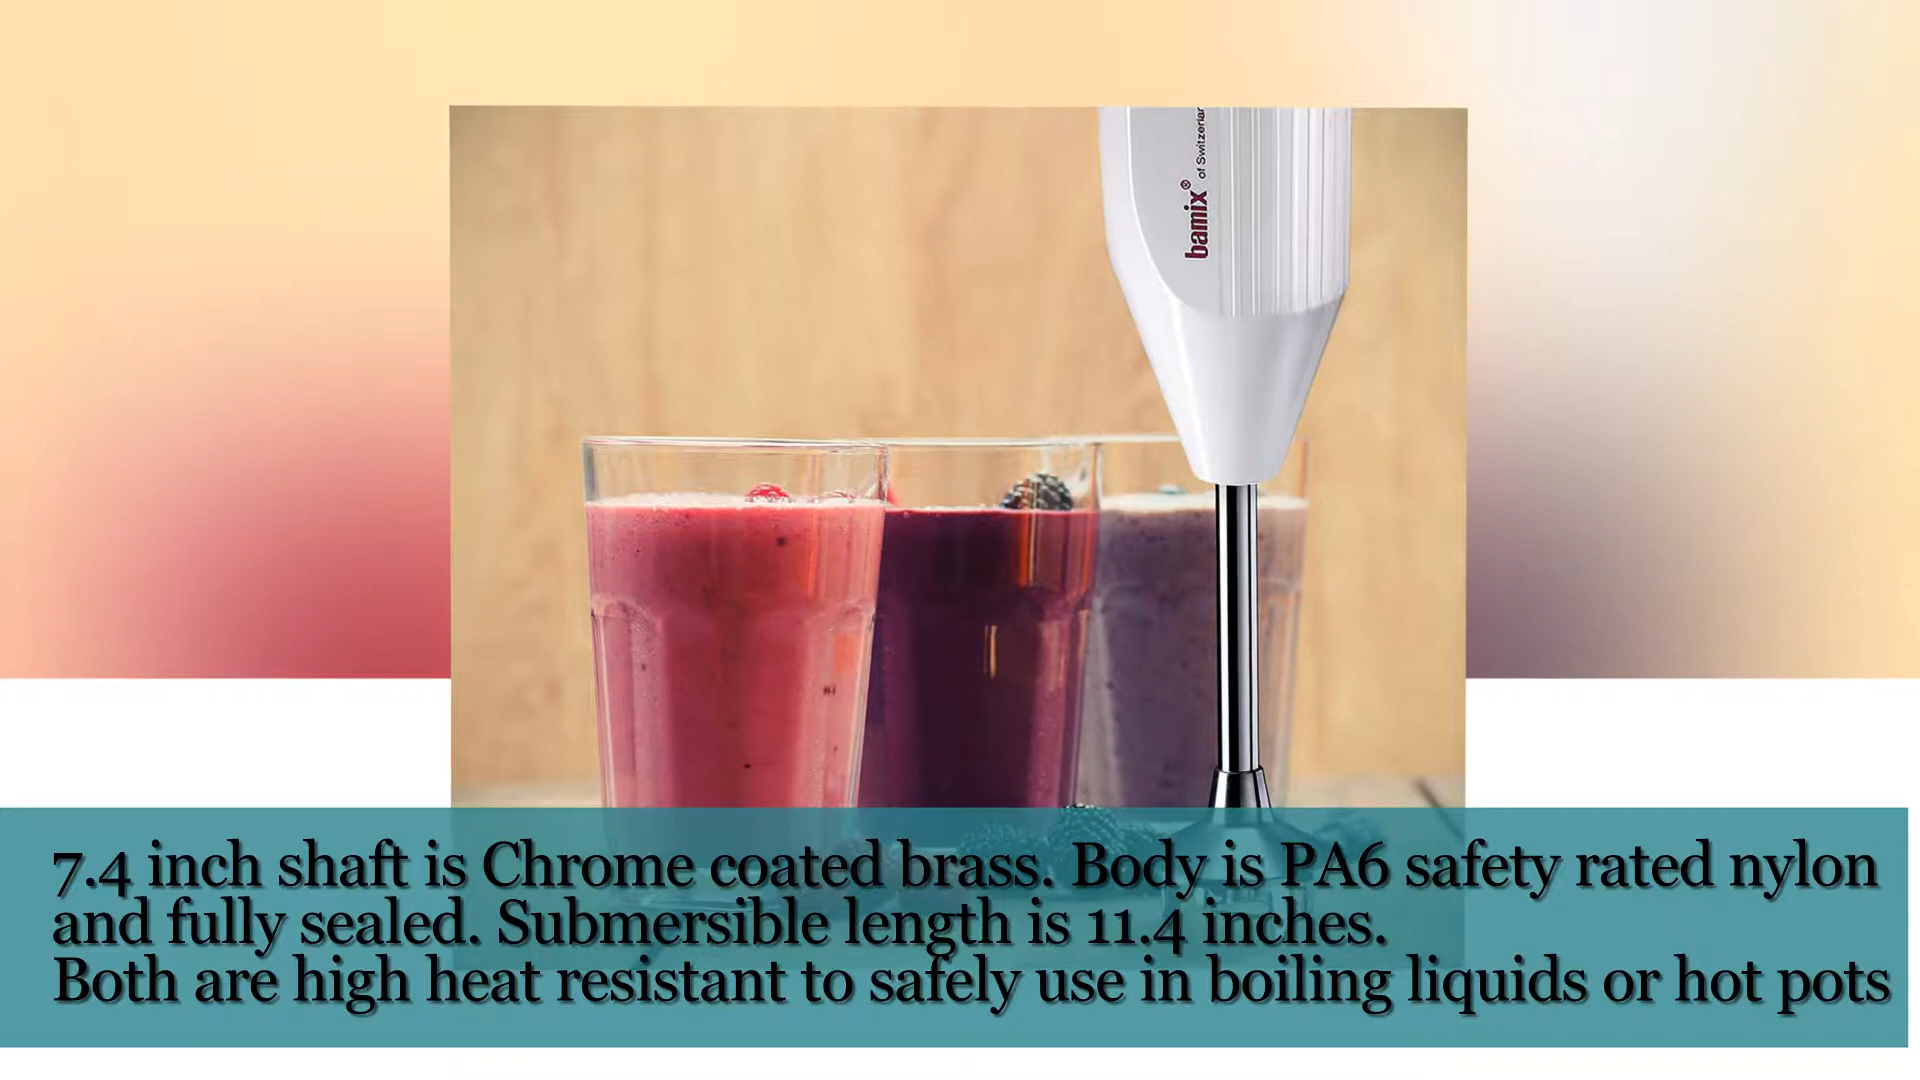 bamix®
of Switzerlan
7.4 inch shaft is Chrome coated brass. Body is PA6 safety rated nylon
and fully sealed. Submersible length is 11.4 inches.
Both are high heat resistant to safely use in boiling liquids or hot pots